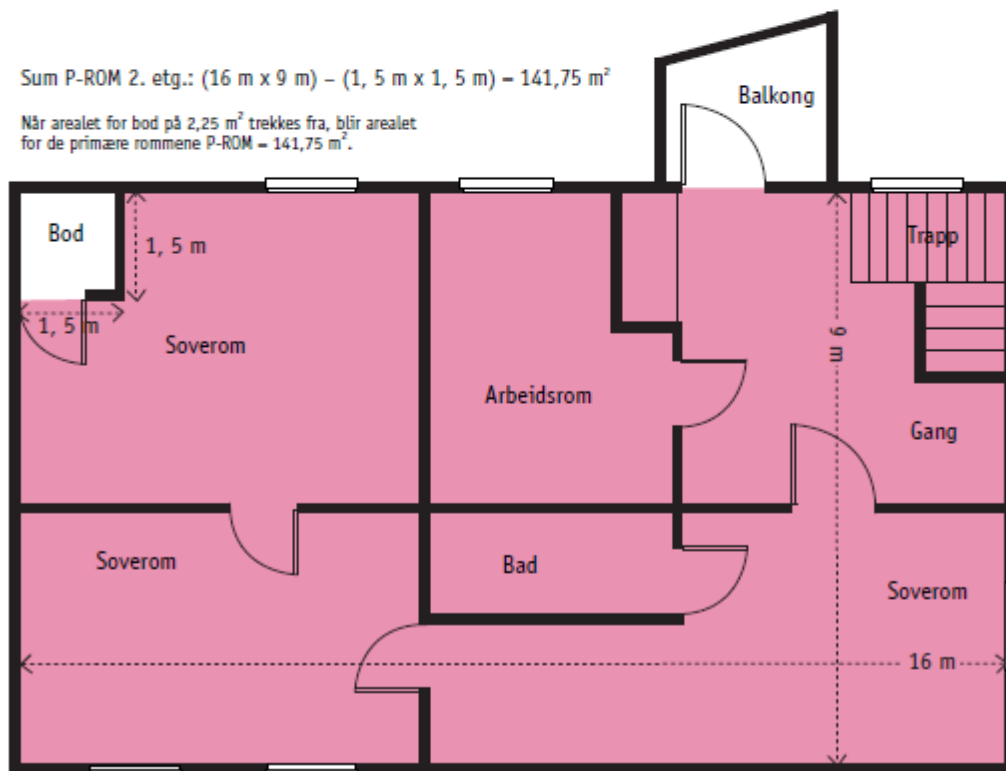 Sum P-ROM 2. etg.: (16 m x 9 m) – (1, 5 m x 1, 5 m) = 141,75 m²
Når arealet for bod på 2,25 m² trekkes fra, blir arealet
for de primære rommene P-ROM = 141,75 m².
Balkong
Bod
1, 5 m
Trapp
1, 5 m
Soverom
9 m
Arbeidsrom
Gang
Soverom
Bad
Soverom
16 m